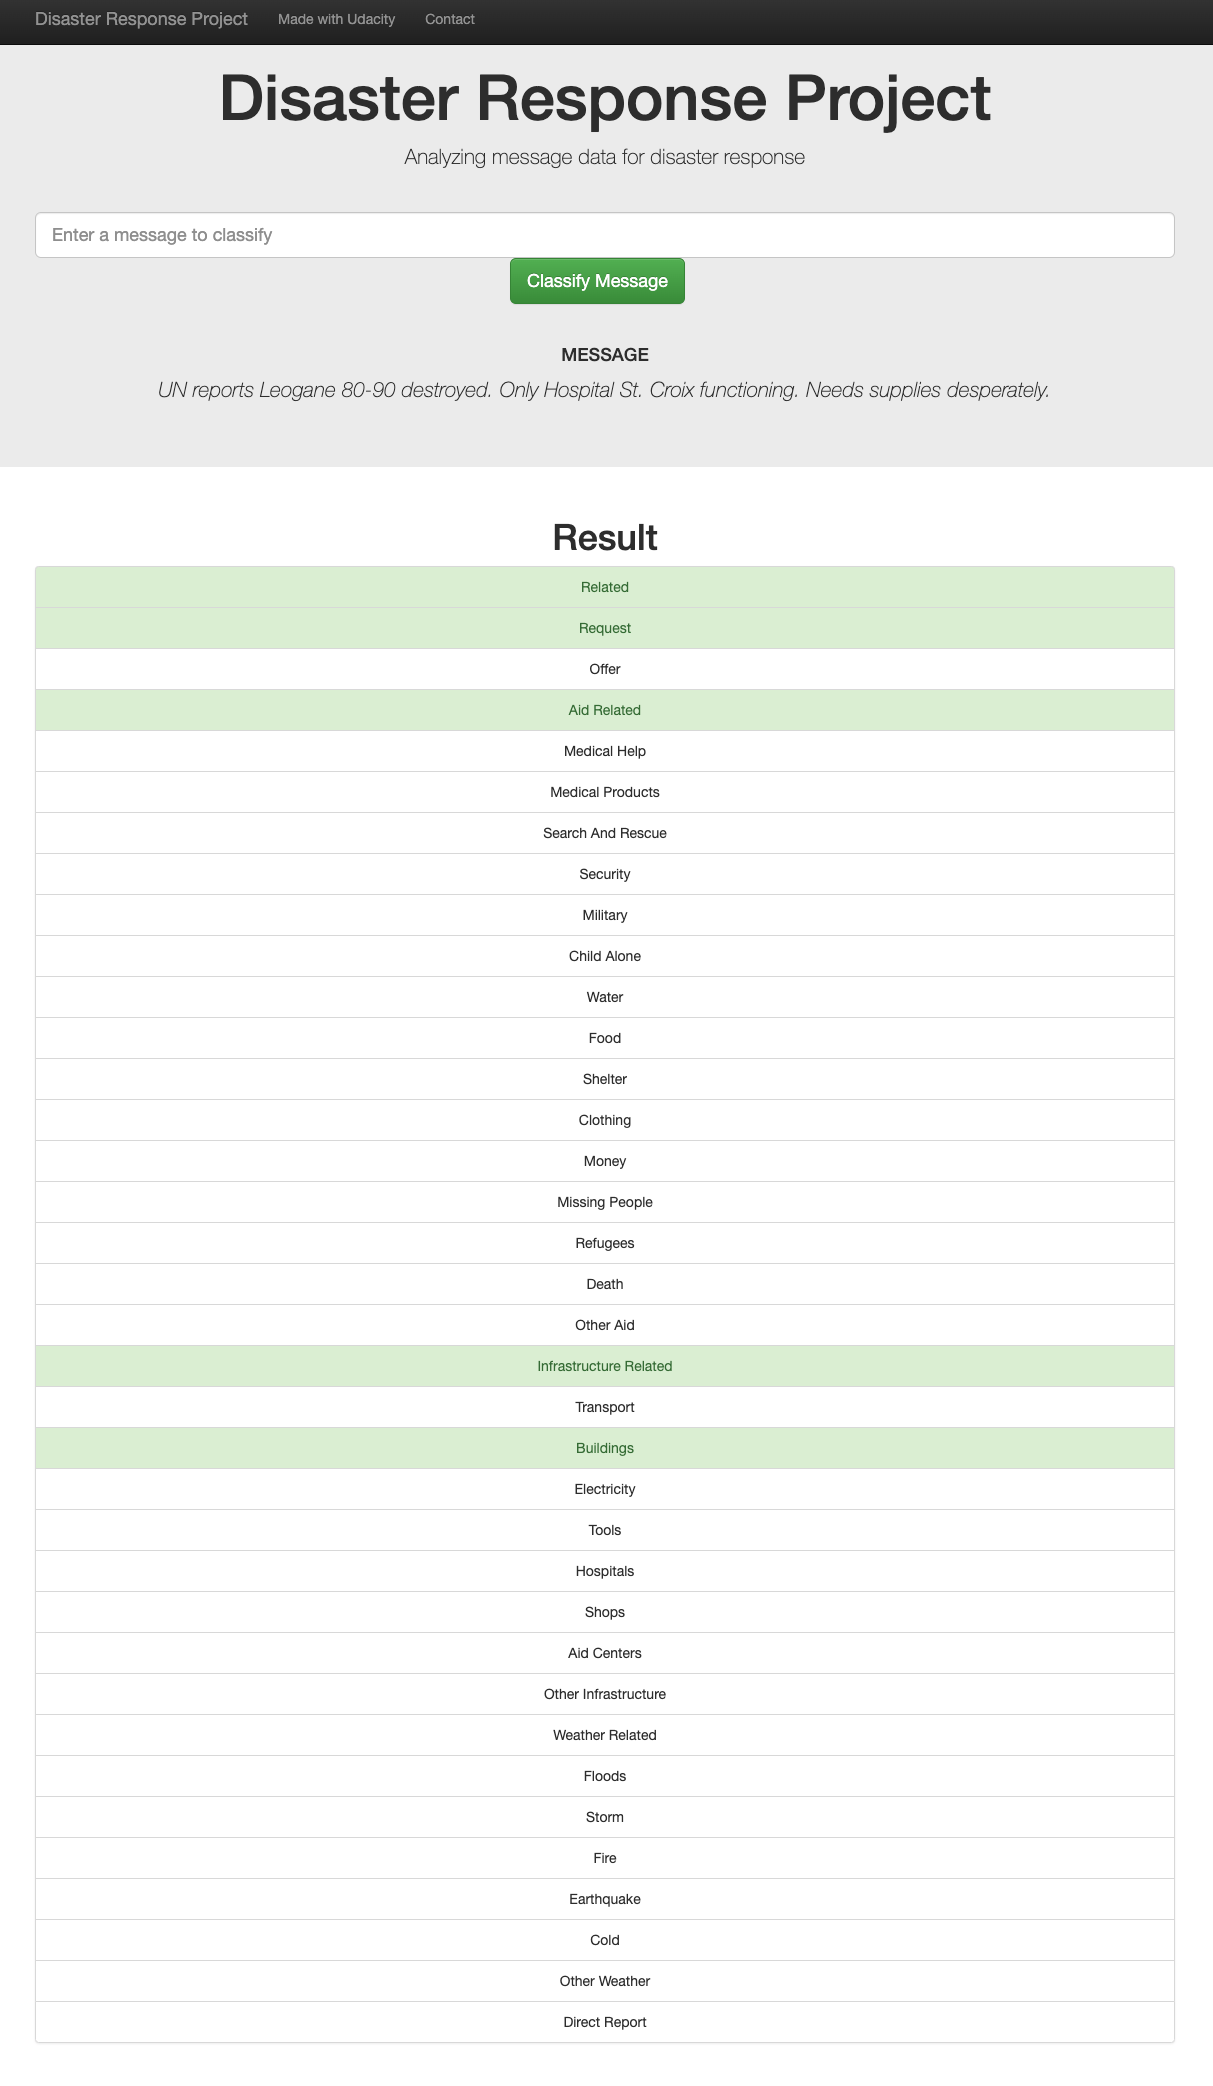 Disaster Response Project Made with Udacity Contact
Disaster Response Project
Analyzing message data for disaster response
Enter a message to classify
Classify Message
MESSAGE
UN reports Leogane 80-90 destroyed. Only Hospital St. Croix functioning. Needs supplies desperately.
Result
Related
Request
Offer
Aid Related
Medical Help
Medical Products
Search And Rescue
Security
Military
Child Alone
Water
Food
Shelter
Clothing
Money
Missing People
Refugees
Death
Other Aid
Infrastructure Related
Transport
Buildings
Electricity
Tools
Hospitals
Shops
Aid Centers
Other Infrastructure
Weather Related
Floods
Storm
Fire
Earthquake
Cold
Other Weather
Direct Report